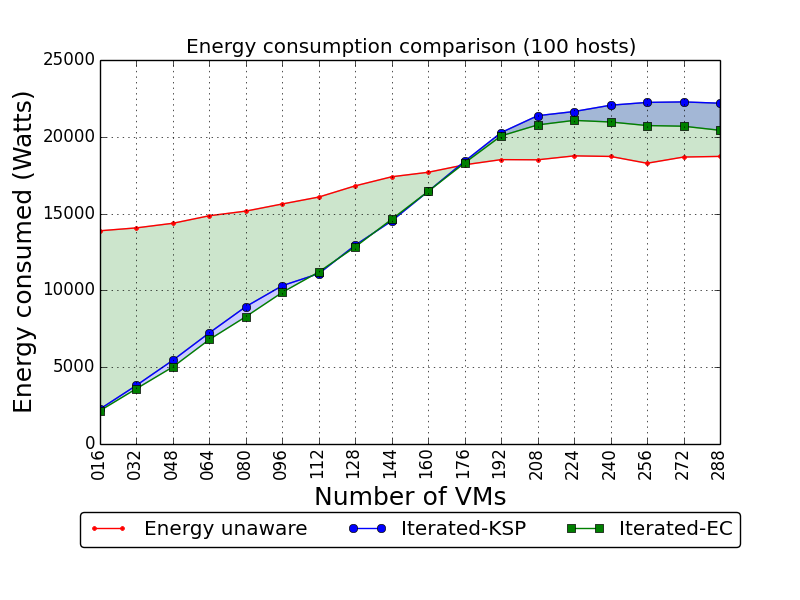 Energy consumption comparison (100 hosts)
25000
20000
15000
10000
5000
0
Energy consumed (Watts)
016 032 048 064 080 096 112 128 144 160 176 192 208 224 240 256 272 288
Number of VMs
Energy unaware Iterated-KSP Iterated-EC